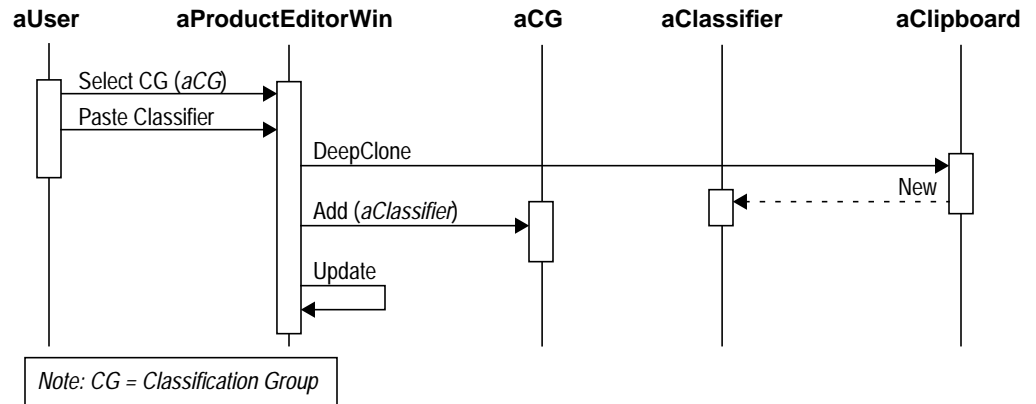 aUser aProductEditorWin aCG aClassifier aClipboard
Select CG (aCG)
Paste Classifier
DeepClone
New
Add (aClassifier)
Update
Note: CG = Classification Group